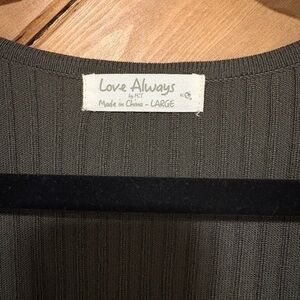 Love Always
by FCT
Made in China - LARGE